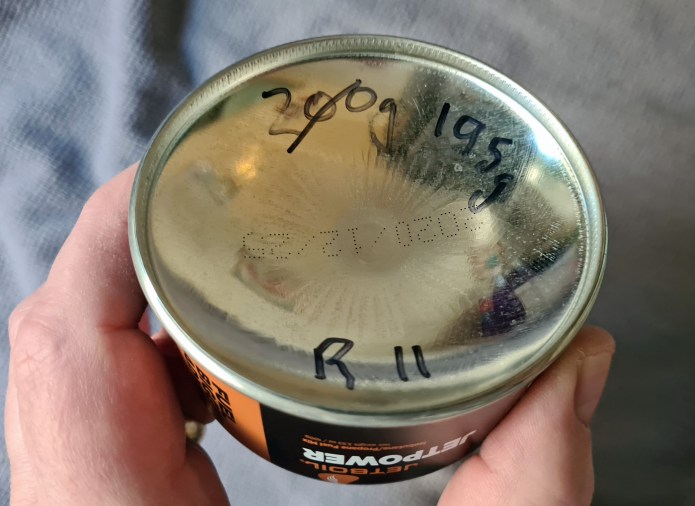 200g 195g
2020/12/25
R 11
JETBOIL
JETPOWER